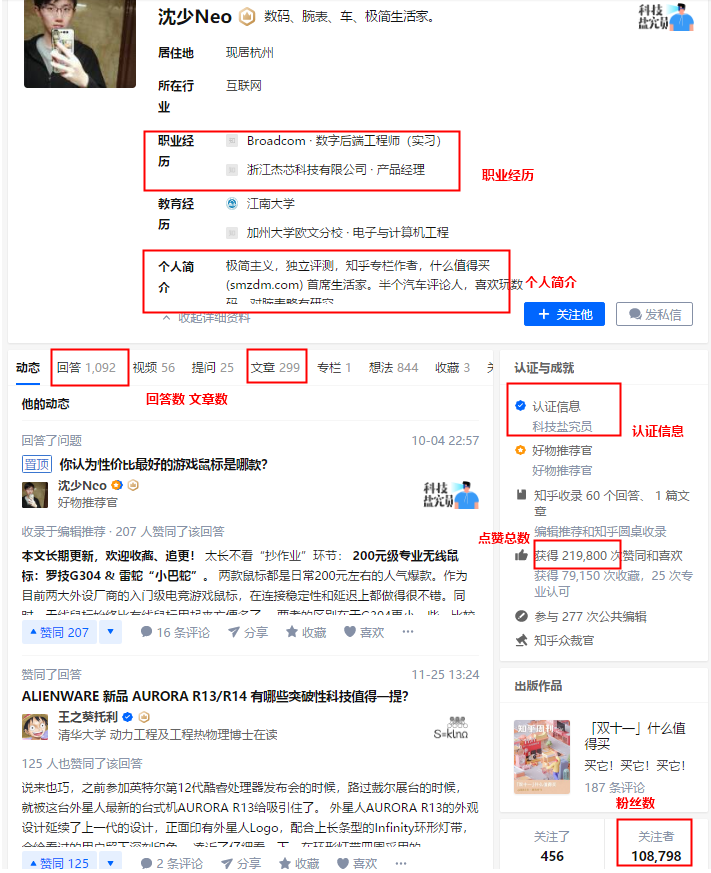 沈少Neo 数码、腕表、车、极简生活家。
科技
盐究员
居住地 现居杭州
所在行业 互联网
职业经历 Broadcom · 数字后端工程师（实习）
浙江杰芯科技有限公司 · 产品经理
职业经历
教育经历 江南大学
加州大学欧文分校 · 电子与计算机工程
个人简介 极简主义，独立评测，知乎专栏作者，什么值得买
(smzdm.com) 首席生活家。半个汽车评论人，喜欢玩数
码，对腕表略有研究
个人简介
收起详细资料
关注他 发私信
动态 回答 1,092 视频 56 提问 25 文章 299 专栏 1 想法 844 收藏 3
回答数 文章数
他的动态
回答了问题 10-04 22:57
置顶 你认为性价比最好的游戏鼠标是哪款？
沈少Neo
好物推荐官
科技
盐究员
收录于编辑推荐 · 207 人赞同了该回答
本文长期更新，欢迎收藏、追更！ 太长不看“抄作业”环节： 200元级专业无线鼠
标：罗技G304 & 雷蛇“小巴蛇”。 两款鼠标都是日常200元左右的人气爆款。作为
目前两大外设厂商的入门级电竞游戏鼠标，在连接稳定性和延迟上都做得很不错。同
赞同 207 16 条评论 分享 收藏 喜欢 ···
赞同了回答 11-25 13:24
ALIENWARE 新品 AURORA R13/R14 有哪些突破性科技值得一提？
王之葵托利
清华大学 动力工程及工程热物理博士在读
125 人也赞同了该回答
说来也巧，之前参加英特尔第12代酷睿处理器发布会的时候，路过戴尔展台的时候，
就被这台外星人最新的台式机AURORA R13给吸引住了。 外星人AURORA R13的外观
设计延续了上一代的设计，正面印有外星人Logo，配合上长条型的Infinity环形灯带，
赞同 125 2 条评论 分享 收藏 喜欢 ···
认证与成就
认证信息
科技盐究员
认证信息
好物推荐官
好物推荐官
知乎收录 60 个回答、 1 篇文
章
编辑推荐和知乎圆桌收录
点赞总数
获得 219,800 次赞同和喜欢
获得 79,150 次收藏，25 次专
业认可
参与 277 次公共编辑
知乎众裁官
出版作品
知乎周刊
「双十一」什么值
得买
买它！买它！买它！
187 条评论
粉丝数
关注了 关注者
456 108,798